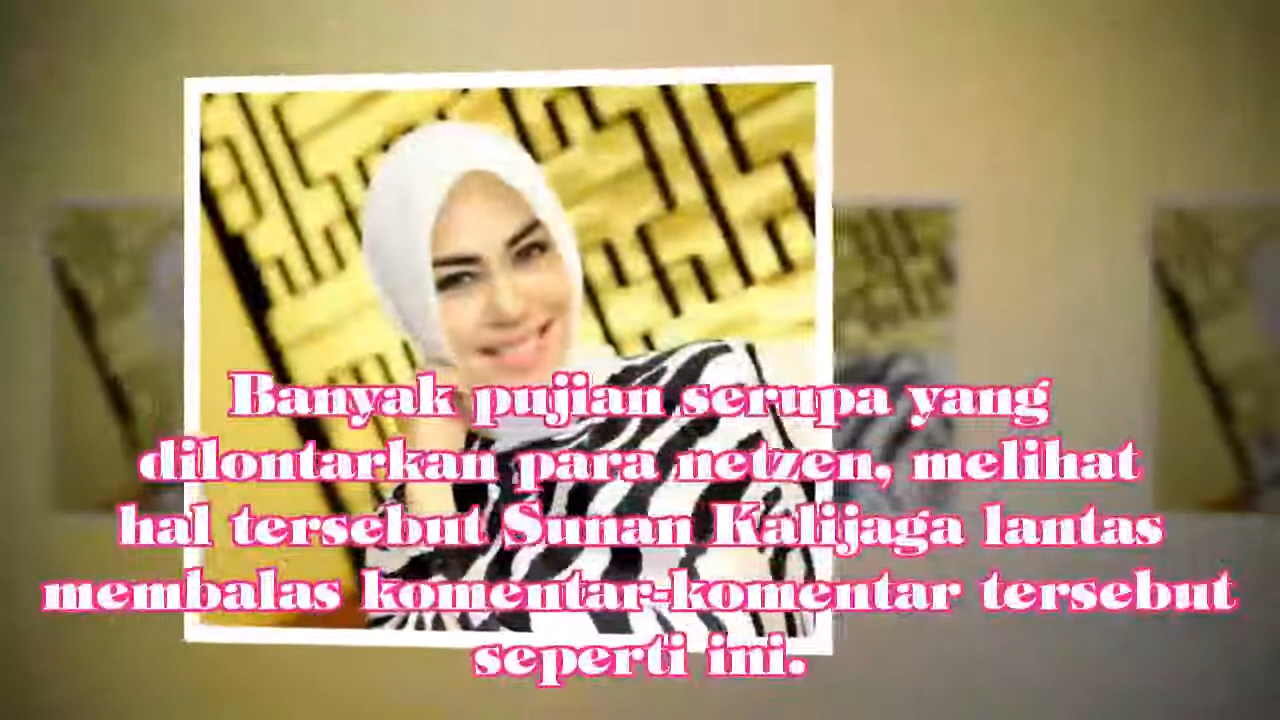 Banyak pujian serupa yang
dilontarkan para netzen, melihat
hal tersebut Sunan Kalijaga lantas
membalas komentar-komentar tersebut
seperti ini.